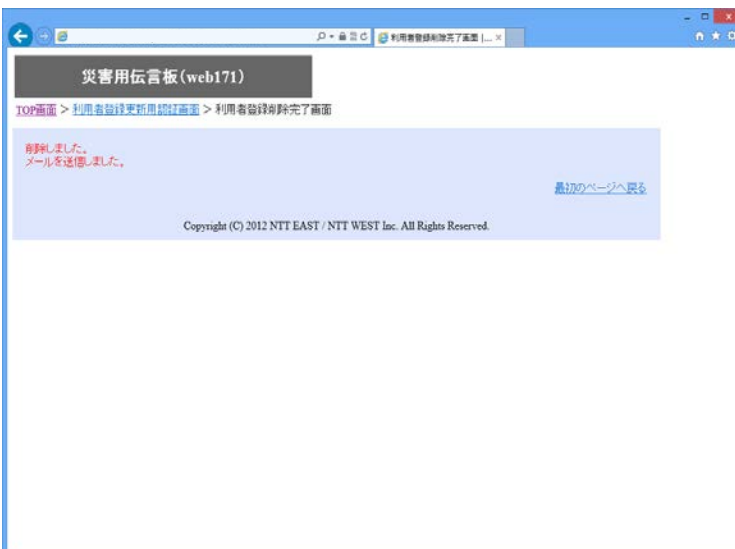 利用者登録削除完了画面 |...
災害用伝言板(web171)
TOP画面 > 利用者登録更新用認証画面 > 利用者登録削除完了画面
削除しました。
メールを送信しました。
最初のページへ戻る
Copyright (C) 2012 NTT EAST / NTT WEST Inc. All Rights Reserved.